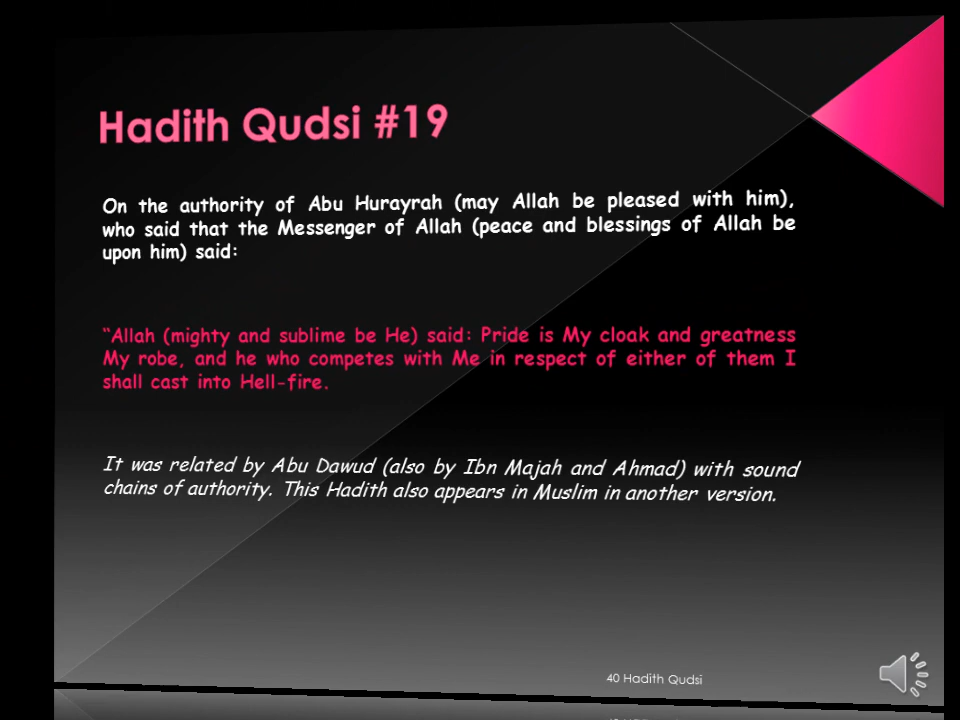 Hadith Qudsi #19
On the authority of Abu Hurayrah (may Allah be pleased with him),
who said that the Messenger of Allah (peace and blessings of Allah be
upon him) said:
“Allah (mighty and sublime be He) said: Pride is My cloak and greatness
My robe, and he who competes with Me in respect of either of them I
shall cast into Hell-fire.
It was related by Abu Dawud (also by Ibn Majah and Ahmad) with sound
chains of authority. This Hadith also appears in Muslim in another version.
40 Hadith Qudsi